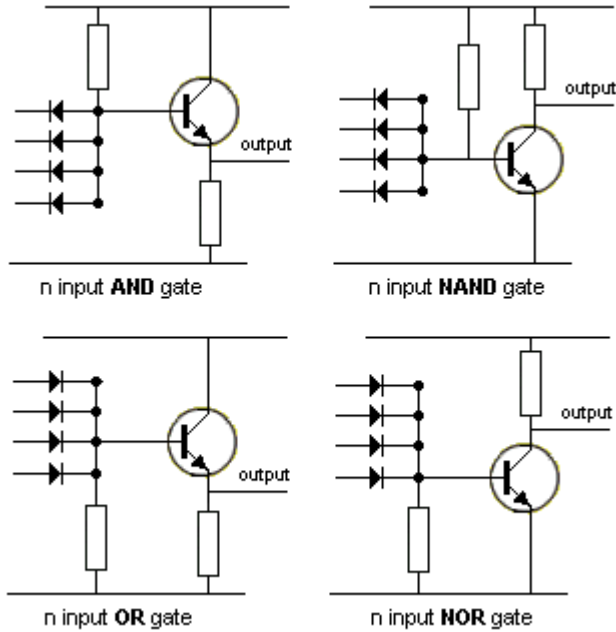 output
output
n input AND gate
n input NAND gate
output
output
n input OR gate
n input NOR gate